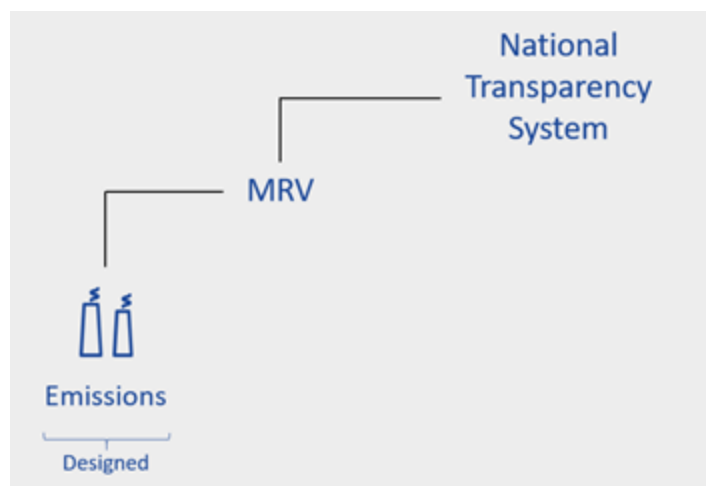 National
Transparency
System
MRV
Emissions
Designed